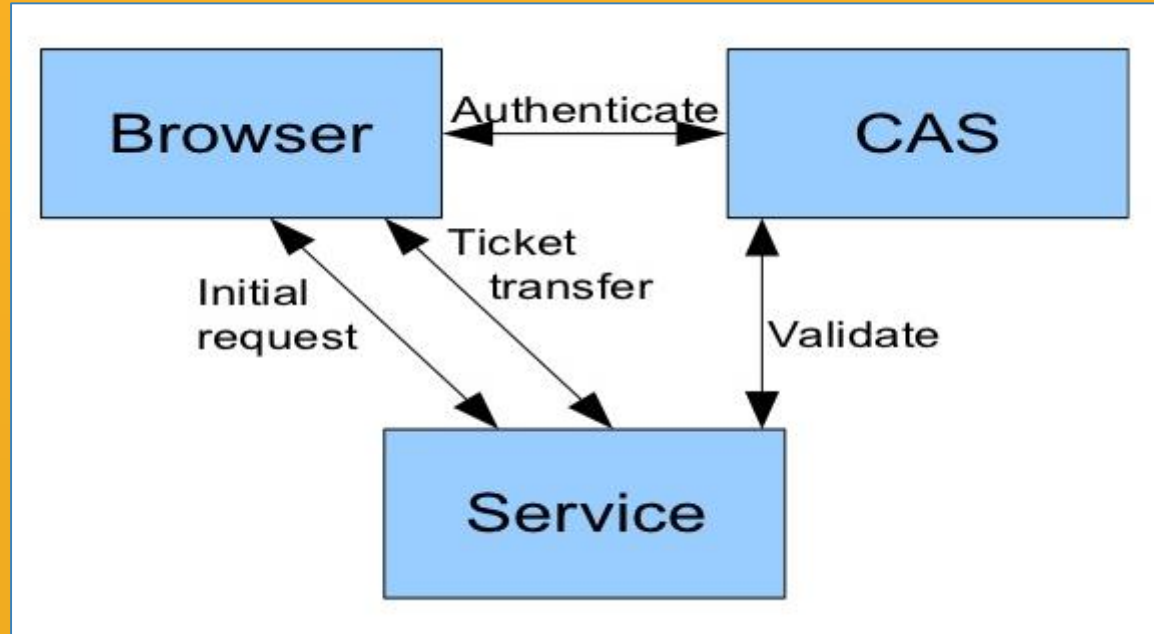 Browser
Authenticate
CAS
Ticket
transfer
Initial
request
Validate
Service